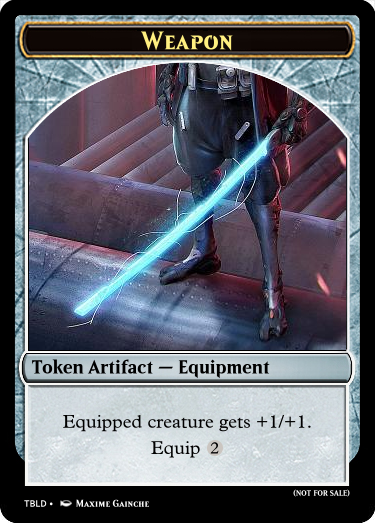 WEAPON
Token Artifact — Equipment
Equipped creature gets +1/+1.
Equip 2
(NOT FOR SALE)
TBLD • MAXIME GAINCHE